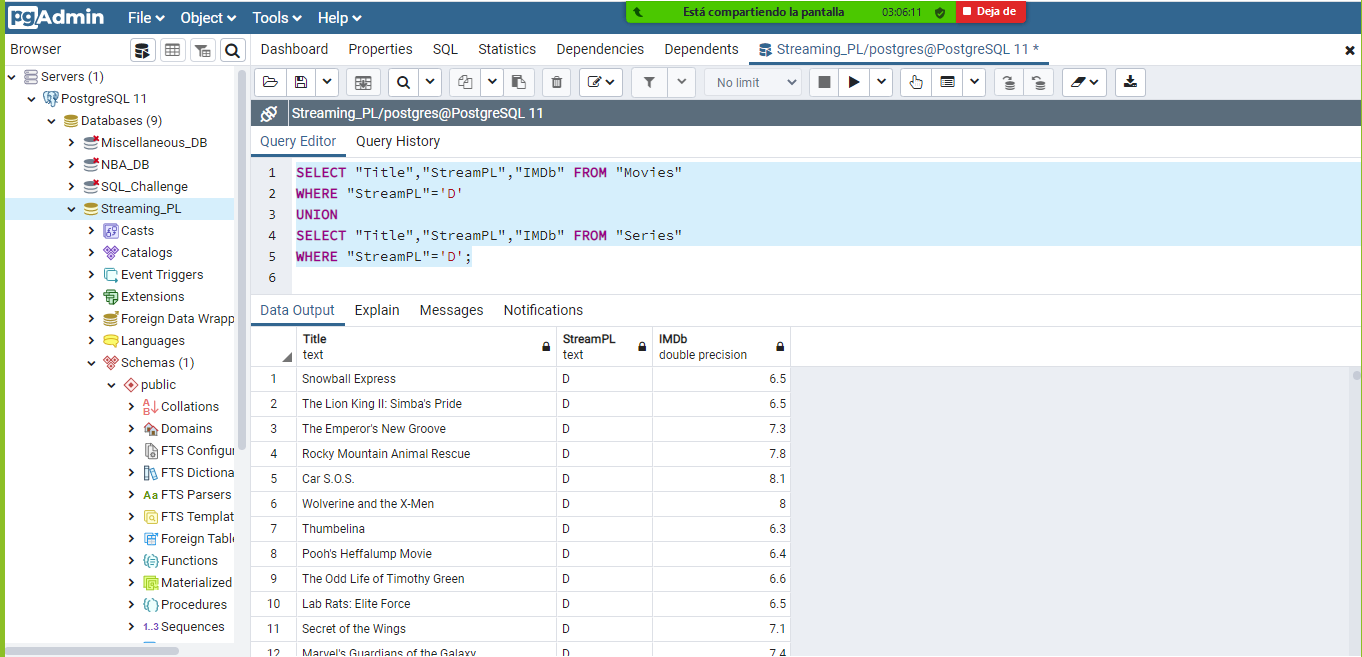 pgAdmin File Object Tools Help
Está compartiendo la pantalla 03:06:11 Deja de
Browser
Dashboard Properties SQL Statistics Dependencies Dependents Streaming_PL/postgres@PostgreSQL 11 *
No limit
Servers (1)
PostgreSQL 11
Databases (9)
Miscellaneous_DB
NBA_DB
SQL_Challenge
Streaming_PL
Casts
Catalogs
Event Triggers
Extensions
Foreign Data Wrapp
Languages
Schemas (1)
public
Collations
Domains
FTS Configur
FTS Dictiona
Aa FTS Parsers
FTS Templat
Foreign Table
Functions
Materialized
Procedures
1..3 Sequences
Streaming_PL/postgres@PostgreSQL 11
Query Editor Query History
1 SELECT "Title","StreamPL","IMDb" FROM "Movies"
2 WHERE "StreamPL"='D'
3 UNION
4 SELECT "Title","StreamPL","IMDb" FROM "Series"
5 WHERE "StreamPL"='D';
6
Data Output Explain Messages Notifications
Title StreamPL IMDb
text text double precision
1 Snowball Express D 6.5
2 The Lion King II: Simba's Pride D 6.5
3 The Emperor's New Groove D 7.3
4 Rocky Mountain Animal Rescue D 7.8
5 Car S.O.S. D 8.1
6 Wolverine and the X-Men D 8
7 Thumbelina D 6.3
8 Pooh's Heffalump Movie D 6.4
9 The Odd Life of Timothy Green D 6.6
10 Lab Rats: Elite Force D 6.5
11 Secret of the Wings D 7.1
12 Marvel's Guardians of the Galaxy D 7.4